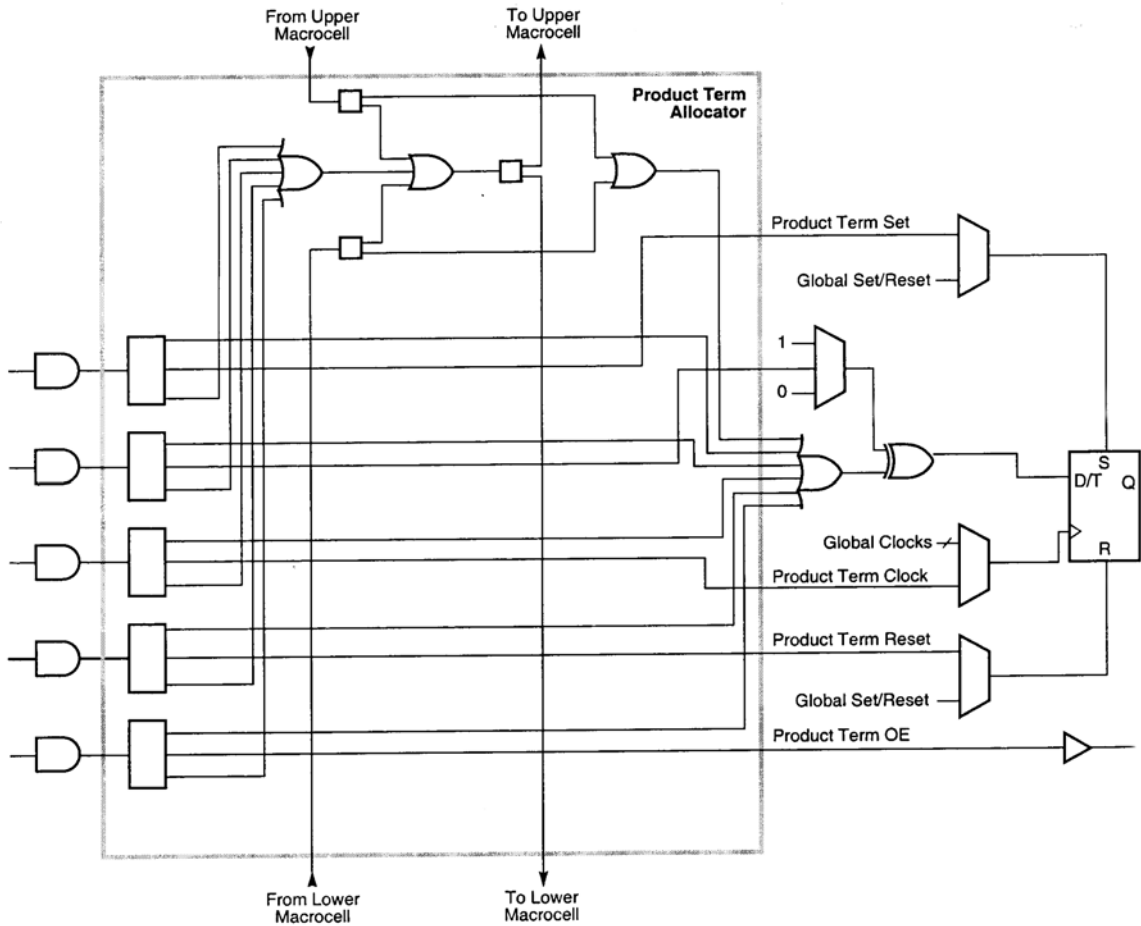 From Upper
Macrocell
To Upper
Macrocell
Product Term
Allocator
Product Term Set
Global Set/Reset
1
0
S
D/T Q
R
Global Clocks
Product Term Clock
Product Term Reset
Global Set/Reset
Product Term OE
From Lower
Macrocell
To Lower
Macrocell